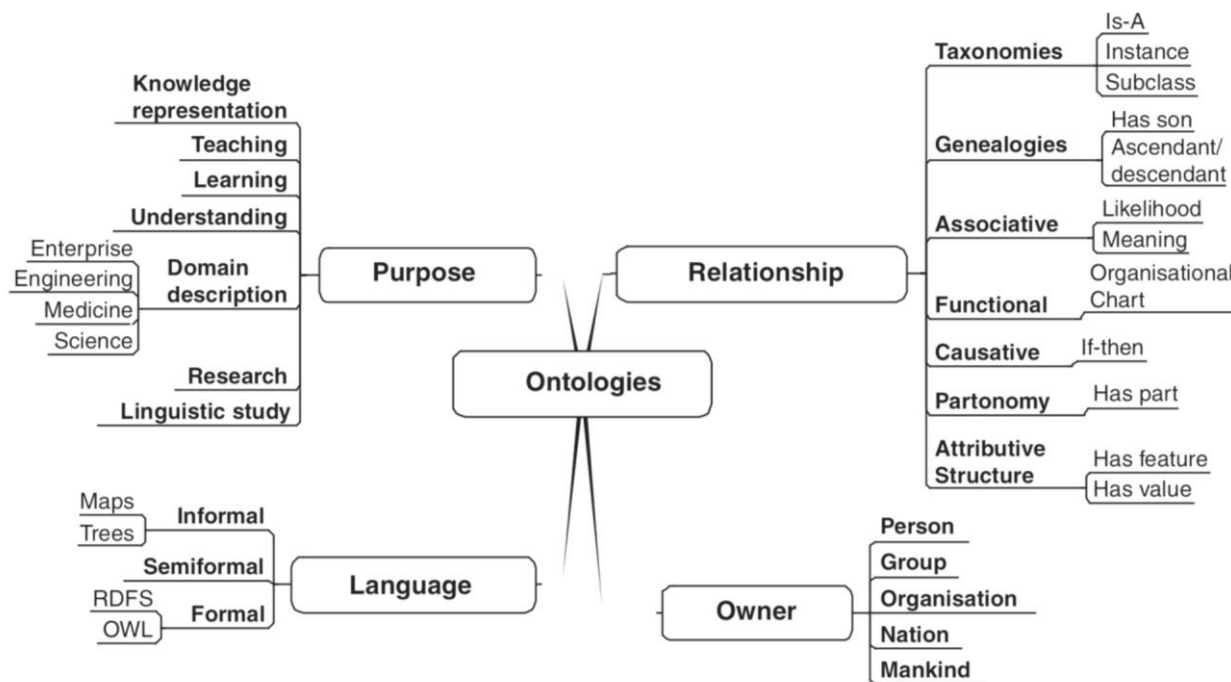 Ontologies
Purpose
Knowledge
representation
Teaching
Learning
Understanding
Domain
description
Enterprise
Engineering
Medicine
Science
Research
Linguistic study
Relationship
Taxonomies
Is-A
Instance
Subclass
Genealogies
Has son
Ascendant/
descendant
Associative
Likelihood
Meaning
Functional
Organisational
Chart
Causative
If-then
Partonomy
Has part
Attributive
Structure
Has feature
Has value
Language
Informal
Maps
Trees
Semiformal
Formal
RDFS
OWL
Owner
Person
Group
Organisation
Nation
Mankind